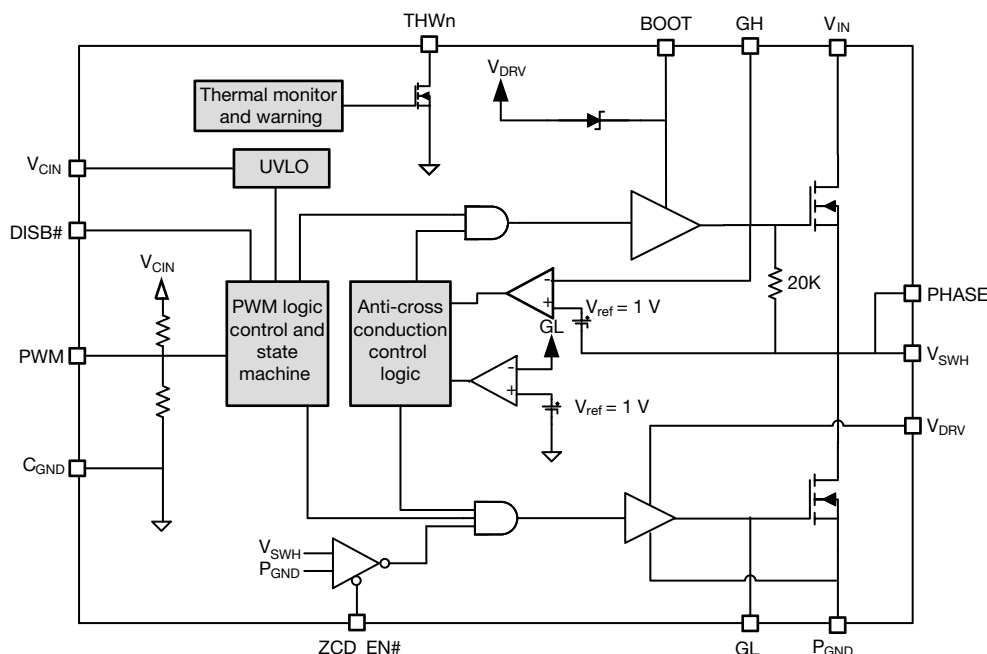 THWn
BOOT
GH
VIN
VDRV
Thermal monitor
and warning
VCIN
UVLO
DISB#
VCIN
PWM logic
control and
state
machine
Anti-cross
conduction
control
logic
-
+
Vref = 1 V
20K
PHASE
GL
PWM
VSWH
-
+
Vref = 1 V
VDRV
CGND
VSWH
PGND
ZCD_EN#
GL
PGND